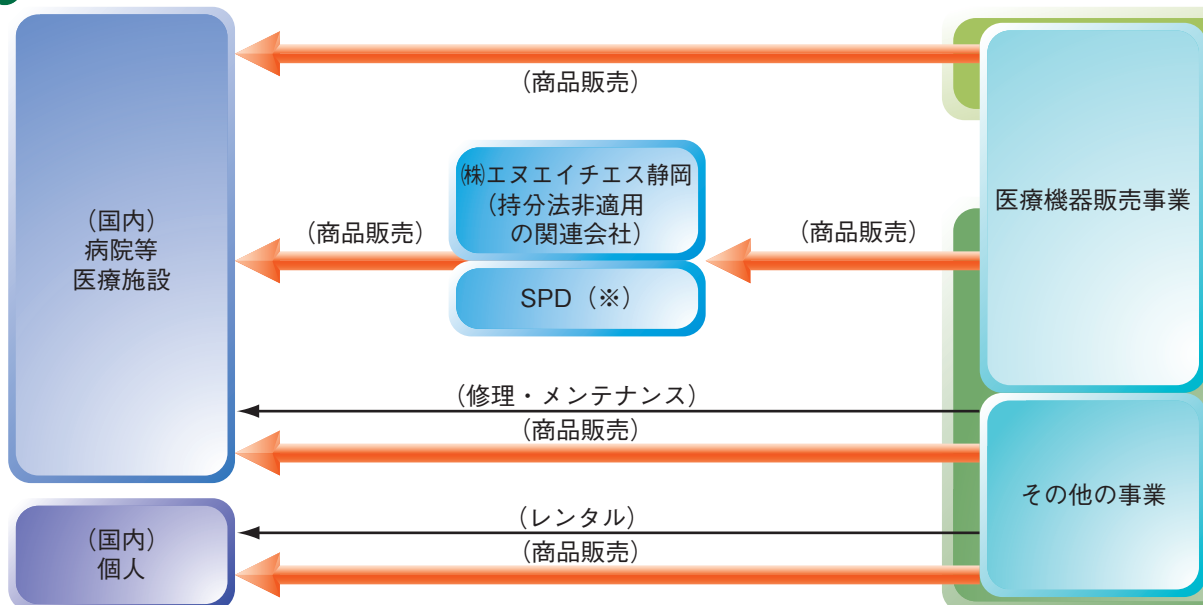 (商品販売)
(国内)
病院等
医療施設
(商品販売)
㈱エヌエイチエス静岡
(持分法非適用
の関連会社)
SPD(※)
(商品販売)
医療機器販売事業
(修理・メンテナンス)
(商品販売)
その他の事業
(国内)
個人
(レンタル)
(商品販売)